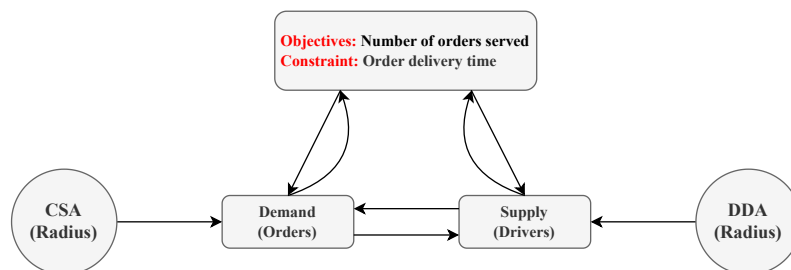 Objectives: Number of orders served
Constraint: Order delivery time
CSA
(Radius)
Demand
(Orders)
Supply
(Drivers)
DDA
(Radius)